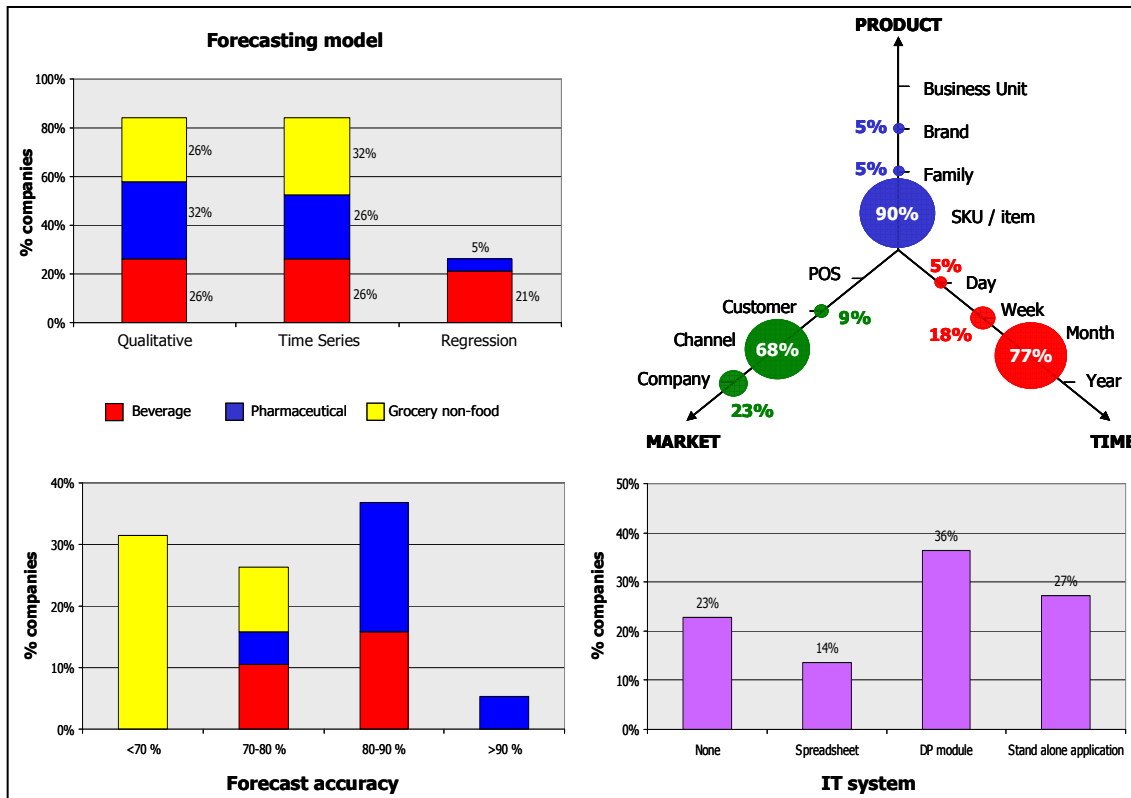 Forecasting model
100%
80%
60%
40%
20%
0%
% companies
26%
32%
26%
32%
26%
26%
5%
21%
Qualitative
Time Series
Regression
Beverage
Pharmaceutical
Grocery non-food
PRODUCT
Business Unit
5%
Brand
5%
Family
90%
SKU / item
POS
5%
Day
Customer
9%
Week
18%
Channel
68%
77%
Month
Company
23%
Year
MARKET
TIME
40%
30%
20%
10%
0%
% companies
<70 %
70-80 %
80-90 %
>90 %
Forecast accuracy
50%
40%
30%
20%
10%
0%
% companies
23%
14%
36%
27%
None
Spreadsheet
DP module
Stand alone application
IT system